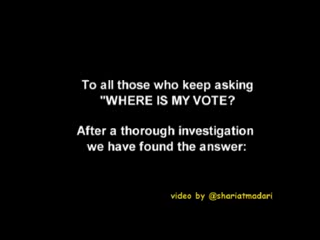 To all those who keep asking
"WHERE IS MY VOTE?
After a thorough investigation
we have found the answer:
video by @shariatmadari